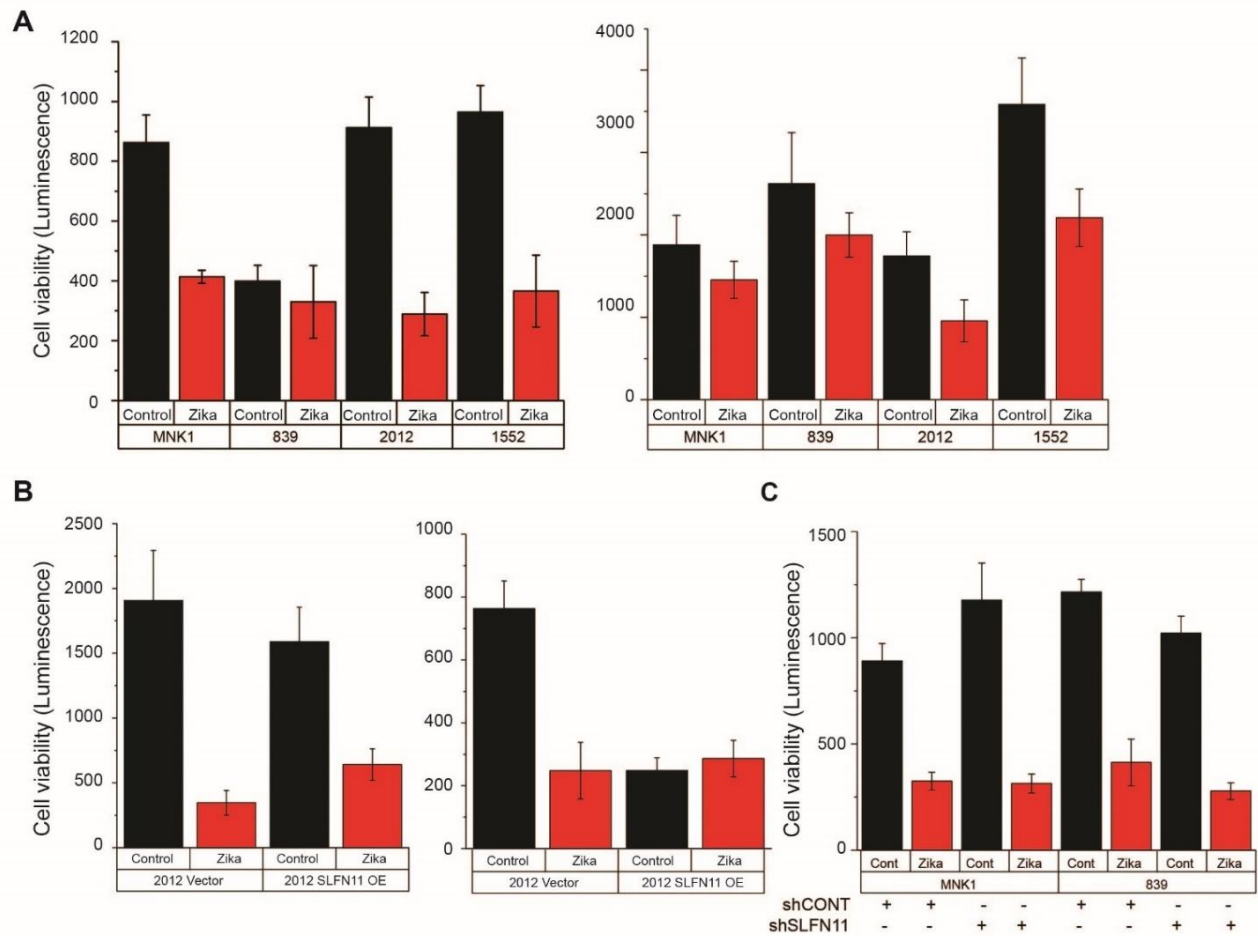 A
Cell viability (Luminescence)
1200
1000
800
600
400
200
0
Control Zika Control Zika Control Zika Control Zika
MNK1 839 2012 1552
4000
3000
2000
1000
0
Control Zika Control Zika Control Zika Control Zika
MNK1 839 2012 1552
B
Cell viability (Luminescence)
2500
2000
1500
1000
500
0
Control Zika Control Zika
2012 Vector 2012 SLFN11 OE
1000
800
600
400
200
0
Control Zika Control Zika
2012 Vector 2012 SLFN11 OE
C
Cell viability (Luminescence)
1500
1000
500
0
Cont Zika Cont Zika Cont Zika Cont Zika
MNK1 839
shCONT + + - - + + - -
shSLFN11 - - + + - - + +